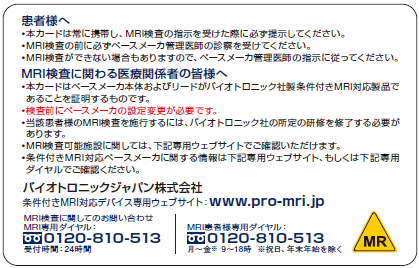 患者様へ
•本カードは常に携帯し、MRI検査の指示を受けた際に必ず提示してください。
•MRI検査の前に必ずペースメーカ管理医師の診察を受けてください。
•MRI検査ができない場合もありますので、ペースメーカ管理医師の指示に従ってください。
MRI検査に関わる医療関係者の皆様へ
•本カードはペースメーカ本体およびリードがバイオトロニック社製条件付きMRI対応製品で
あることを証明するものです。
•検査前にペースメーカの設定変更が必要です。
•当該患者様のMRI検査を施行するには、バイオトロニック社の所定の研修を修了する必要が
あります。
•MRI検査可能施設に関しては、下記専用ウェブサイトでご確認いただけます。
•条件付きMRI対応ペースメーカに関する情報は下記専用ウェブサイト、もしくは下記専用
ダイヤルでご確認ください。
バイオトロニックジャパン株式会社
条件付きMRI対応デバイス専用ウェブサイト：www.pro-mri.jp
MRI検査に関してのお問い合わせ
MRI専用ダイヤル：
0120-810-513
受付時間：24時間
MRI患者様専用ダイヤル：
0120-810-513
月〜金※ 9〜18時 ※祝日、年末年始を除く
MR